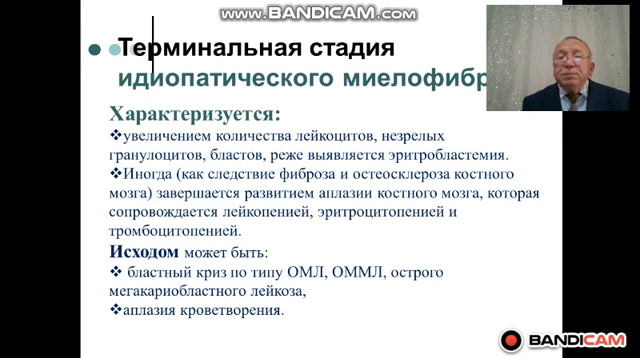 www.BANDICAM.com
Терминальная стадия
идиопатического миелофибр
Характеризуется:
❖увеличением количества лейкоцитов, незрелых
гранулоцитов, бластов, реже выявляется эритробластемия.
❖Иногда (как следствие фиброза и остеосклероза костного
мозга) завершается развитием аплазии костного мозга, которая
сопровождается лейкопенией, эритроцитопенией и
тромбоцитопенией.
Исходом может быть:
❖ бластный криз по типу ОМЛ, ОММЛ, острого
мегакариобластного лейкоза,
❖аплазия кроветворения.
BANDICAM